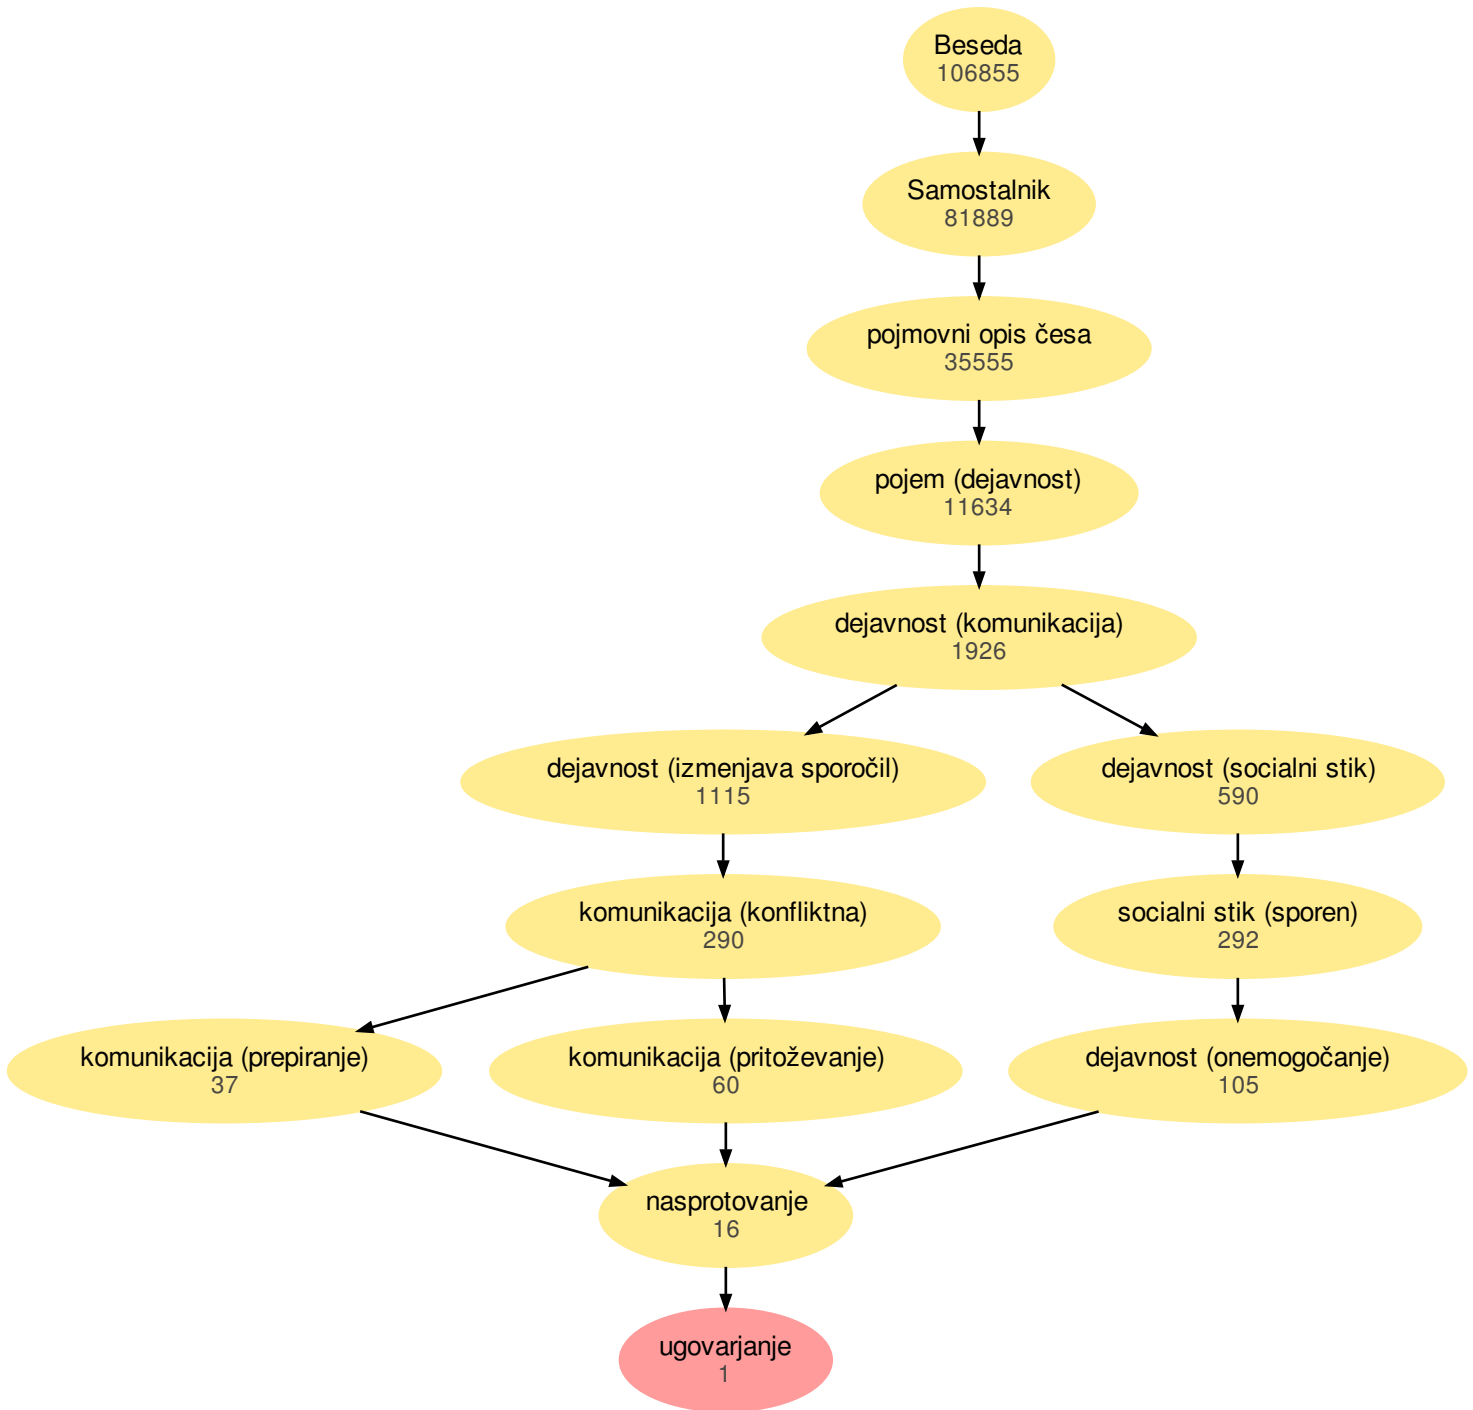 Beseda
106855
Samostalnik
81889
pojmovni opis česa
35555
pojem (dejavnost)
11634
dejavnost (komunikacija)
1926
dejavnost (izmenjava sporočil)
1115
dejavnost (socialni stik)
590
komunikacija (konfliktna)
290
socialni stik (sporen)
292
komunikacija (prepiranje)
37
komunikacija (pritoževanje)
60
dejavnost (onemogočanje)
105
nasprotovanje
16
ugovarjanje
1